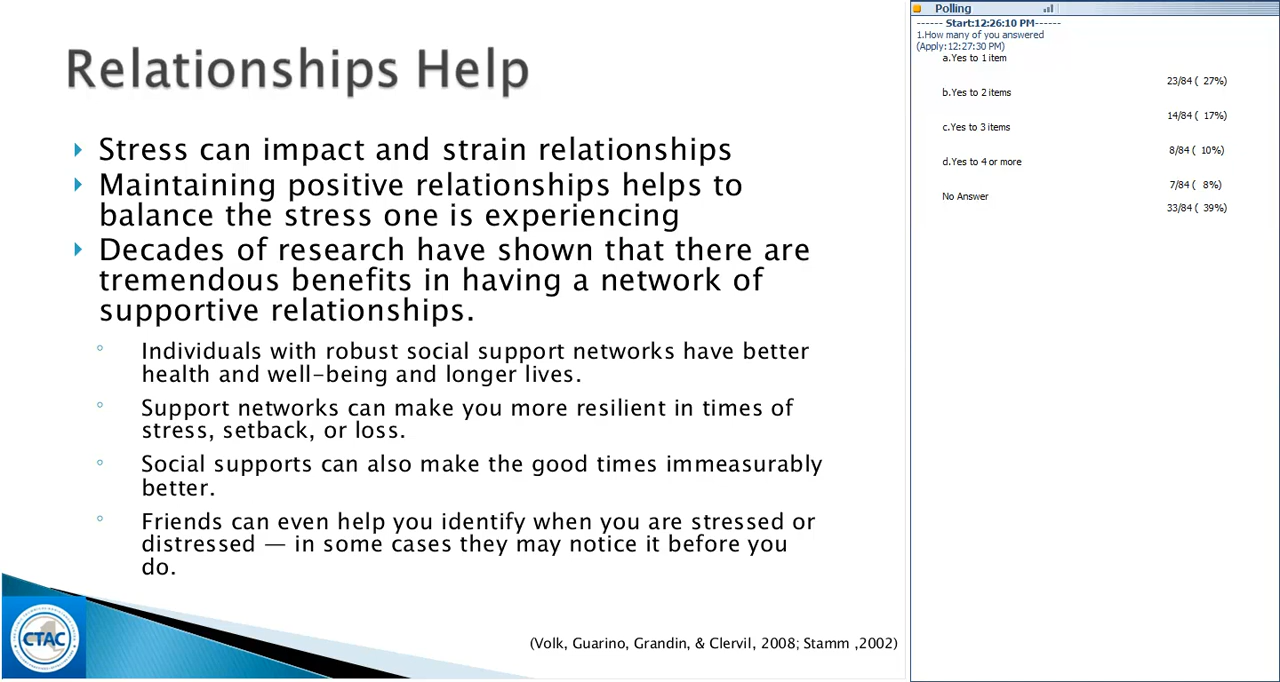 Relationships Help
Stress can impact and strain relationships
Maintaining positive relationships helps to
balance the stress one is experiencing
Decades of research have shown that there are
tremendous benefits in having a network of
supportive relationships.
Individuals with robust social support networks have better
health and well-being and longer lives.
Support networks can make you more resilient in times of
stress, setback, or loss.
Social supports can also make the good times immeasurably
better.
Friends can even help you identify when you are stressed or
distressed — in some cases they may notice it before you
do.
(Volk, Guarino, Grandin, & Clervil, 2008; Stamm ,2002)
CTAC
Polling
------ Start:12:26:10 PM------
1.How many of you answered
(Apply:12:27:30 PM)
a.Yes to 1 item
23/84 ( 27%)
b.Yes to 2 items
14/84 ( 17%)
c.Yes to 3 items
8/84 ( 10%)
d.Yes to 4 or more
7/84 ( 8%)
No Answer
33/84 ( 39%)